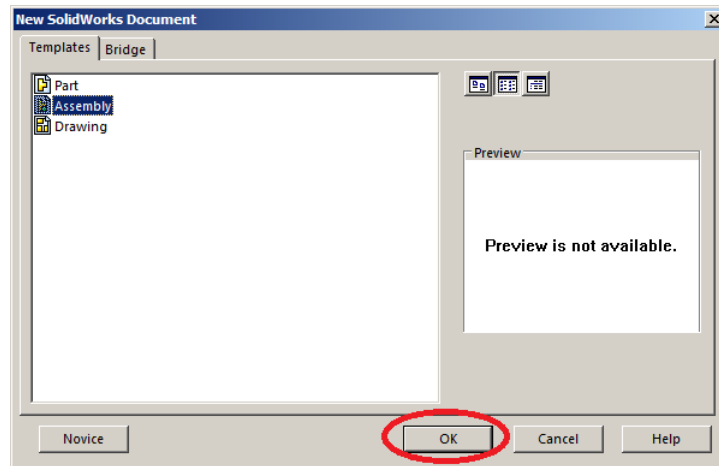 New SolidWorks Document
Templates Bridge
Part
Assembly
Drawing
Preview
Preview is not available.
Novice OK Cancel Help